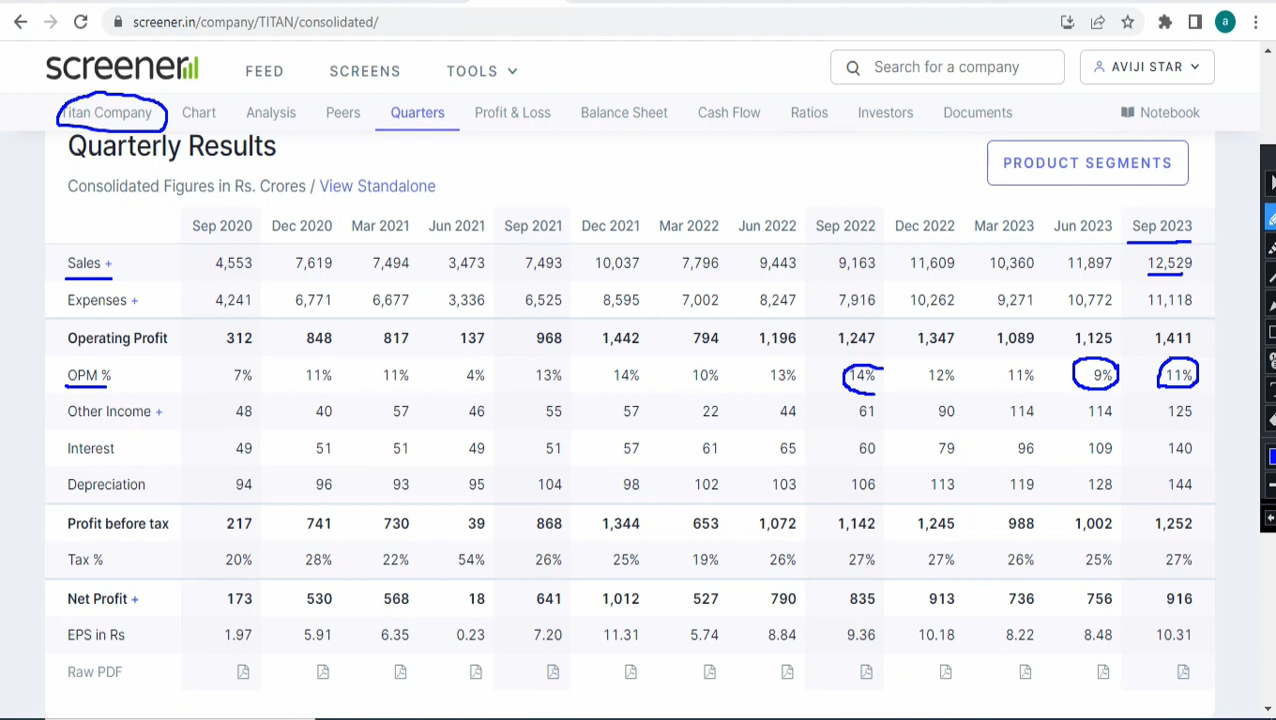 screener.in/company/TITAN/consolidated/
a
screener
FEED
SCREENS
TOOLS
Search for a company
AVIJI STAR
Titan Company
Chart
Analysis
Peers
Quarters
Profit & Loss
Balance Sheet
Cash Flow
Ratios
Investors
Documents
Notebook
Quarterly Results
Consolidated Figures in Rs. Crores / View Standalone
PRODUCT SEGMENTS
Sep 2020 Dec 2020 Mar 2021 Jun 2021 Sep 2021 Dec 2021 Mar 2022 Jun 2022 Sep 2022 Dec 2022 Mar 2023 Jun 2023 Sep 2023
Sales + 4,553 7,619 7,494 3,473 7,493 10,037 7,796 9,443 9,163 11,609 10,360 11,897 12,529
Expenses + 4,241 6,771 6,677 3,336 6,525 8,595 7,002 8,247 7,916 10,262 9,271 10,772 11,118
Operating Profit 312 848 817 137 968 1,442 794 1,196 1,247 1,347 1,089 1,125 1,411
OPM % 7% 11% 11% 4% 13% 14% 10% 13% 14% 12% 11% 9% 11%
Other Income + 48 40 57 46 55 57 22 44 61 90 114 114 125
Interest 49 51 51 49 51 57 61 65 60 79 96 109 140
Depreciation 94 96 93 95 104 98 102 103 106 113 119 128 144
Profit before tax 217 741 730 39 868 1,344 653 1,072 1,142 1,245 988 1,002 1,252
Tax % 20% 28% 22% 54% 26% 25% 19% 26% 27% 27% 26% 25% 27%
Net Profit + 173 530 568 18 641 1,012 527 790 835 913 736 756 916
EPS in Rs 1.97 5.91 6.35 0.23 7.20 11.31 5.74 8.84 9.36 10.18 8.22 8.48 10.31
Raw PDF